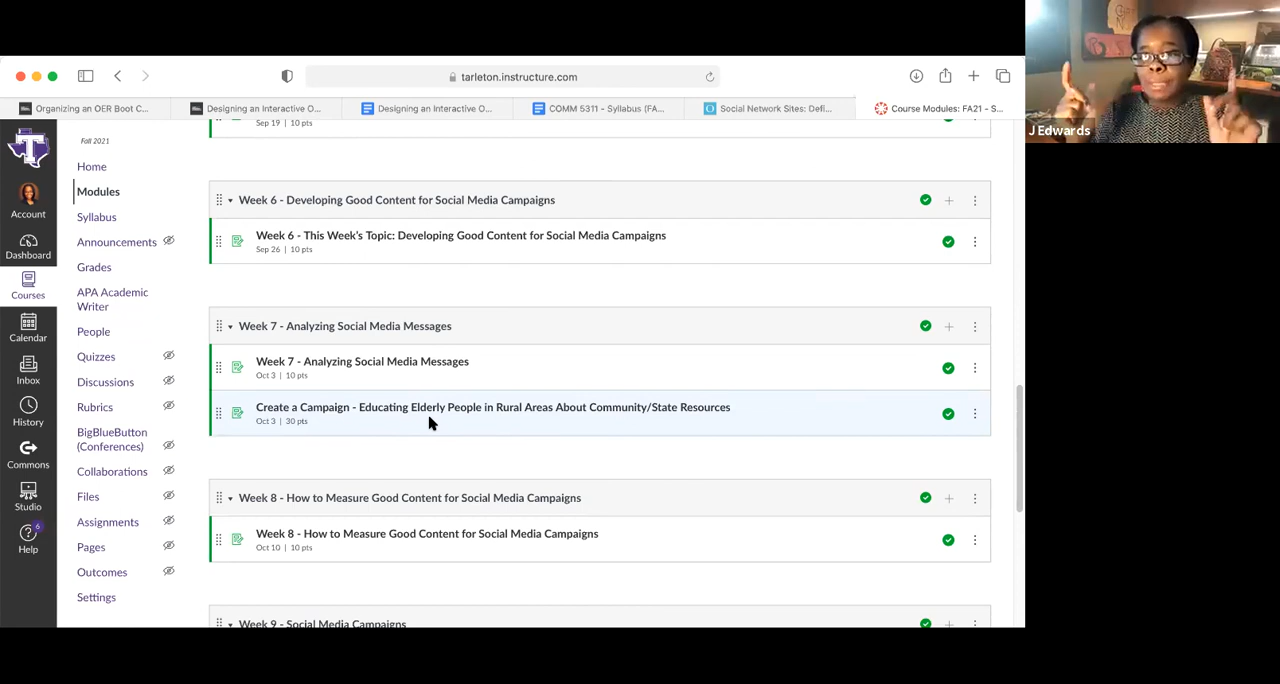 tarleton.instructure.com
Organizing an OER Boot C...
Designing an Interactive O...
Designing an Interactive O...
COMM 5311 - Syllabus (FA...
Social Network Sites: Defi...
Course Modules: FA21 - S...
J Edwards
T
Account
Dashboard
Courses
Calendar
Inbox
History
Commons
Studio
6
Help
Fall 2021
Home
Modules
Syllabus
Announcements
Grades
APA Academic
Writer
People
Quizzes
Discussions
Rubrics
BigBlueButton
(Conferences)
Collaborations
Files
Assignments
Pages
Outcomes
Settings
Sep 19 | 10 pts
Week 6 - Developing Good Content for Social Media Campaigns
Week 6 - This Week's Topic: Developing Good Content for Social Media Campaigns
Sep 26 | 10 pts
Week 7 - Analyzing Social Media Messages
Week 7 - Analyzing Social Media Messages
Oct 3 | 10 pts
Create a Campaign - Educating Elderly People in Rural Areas About Community/State Resources
Oct 3 | 30 pts
Week 8 - How to Measure Good Content for Social Media Campaigns
Week 8 - How to Measure Good Content for Social Media Campaigns
Oct 10 | 10 pts
Week 9 - Social Media Campaigns